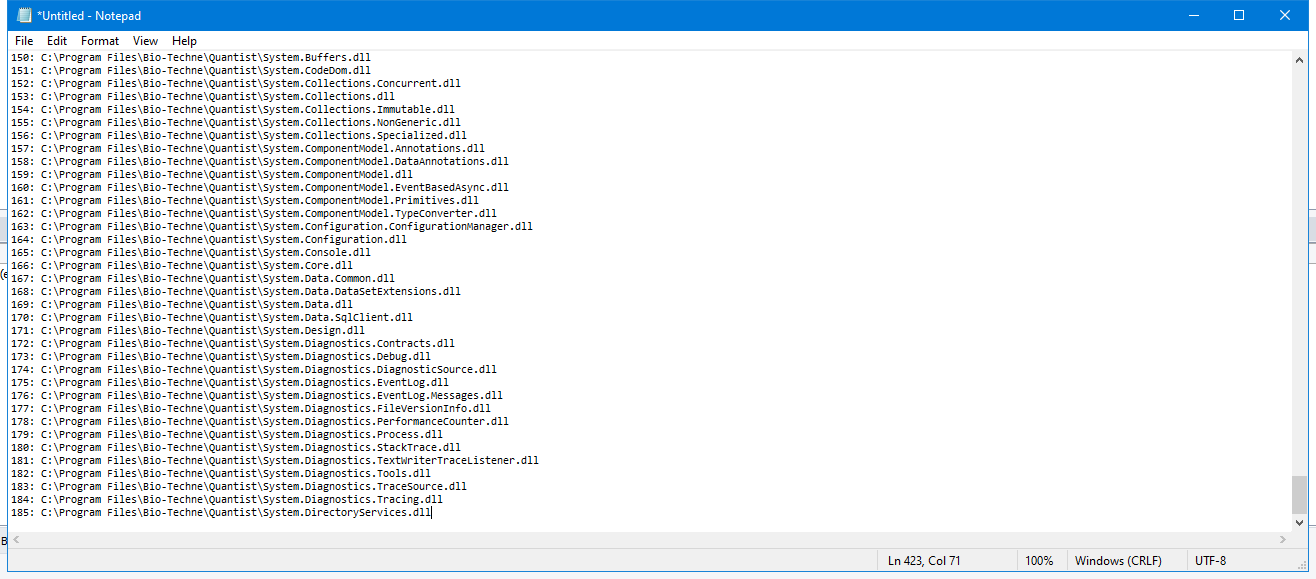 *Untitled - Notepad
File Edit Format View Help
150: C:\Program Files\Bio-Techne\Quantist\System.Buffers.dll
151: C:\Program Files\Bio-Techne\Quantist\System.CodeDom.dll
152: C:\Program Files\Bio-Techne\Quantist\System.Collections.Concurrent.dll
153: C:\Program Files\Bio-Techne\Quantist\System.Collections.dll
154: C:\Program Files\Bio-Techne\Quantist\System.Collections.Immutable.dll
155: C:\Program Files\Bio-Techne\Quantist\System.Collections.NonGeneric.dll
156: C:\Program Files\Bio-Techne\Quantist\System.Collections.Specialized.dll
157: C:\Program Files\Bio-Techne\Quantist\System.ComponentModel.Annotations.dll
158: C:\Program Files\Bio-Techne\Quantist\System.ComponentModel.DataAnnotations.dll
159: C:\Program Files\Bio-Techne\Quantist\System.ComponentModel.dll
160: C:\Program Files\Bio-Techne\Quantist\System.ComponentModel.EventBasedAsync.dll
161: C:\Program Files\Bio-Techne\Quantist\System.ComponentModel.Primitives.dll
162: C:\Program Files\Bio-Techne\Quantist\System.ComponentModel.TypeConverter.dll
163: C:\Program Files\Bio-Techne\Quantist\System.Configuration.ConfigurationManager.dll
164: C:\Program Files\Bio-Techne\Quantist\System.Configuration.dll
165: C:\Program Files\Bio-Techne\Quantist\System.Console.dll
166: C:\Program Files\Bio-Techne\Quantist\System.Core.dll
167: C:\Program Files\Bio-Techne\Quantist\System.Data.Common.dll
168: C:\Program Files\Bio-Techne\Quantist\System.Data.DataSetExtensions.dll
169: C:\Program Files\Bio-Techne\Quantist\System.Data.dll
170: C:\Program Files\Bio-Techne\Quantist\System.Data.SqlClient.dll
171: C:\Program Files\Bio-Techne\Quantist\System.Design.dll
172: C:\Program Files\Bio-Techne\Quantist\System.Diagnostics.Contracts.dll
173: C:\Program Files\Bio-Techne\Quantist\System.Diagnostics.Debug.dll
174: C:\Program Files\Bio-Techne\Quantist\System.Diagnostics.DiagnosticSource.dll
175: C:\Program Files\Bio-Techne\Quantist\System.Diagnostics.EventLog.dll
176: C:\Program Files\Bio-Techne\Quantist\System.Diagnostics.EventLog.Messages.dll
177: C:\Program Files\Bio-Techne\Quantist\System.Diagnostics.FileVersionInfo.dll
178: C:\Program Files\Bio-Techne\Quantist\System.Diagnostics.PerformanceCounter.dll
179: C:\Program Files\Bio-Techne\Quantist\System.Diagnostics.Process.dll
180: C:\Program Files\Bio-Techne\Quantist\System.Diagnostics.StackTrace.dll
181: C:\Program Files\Bio-Techne\Quantist\System.Diagnostics.TextWriterTraceListener.dll
182: C:\Program Files\Bio-Techne\Quantist\System.Diagnostics.Tools.dll
183: C:\Program Files\Bio-Techne\Quantist\System.Diagnostics.TraceSource.dll
184: C:\Program Files\Bio-Techne\Quantist\System.Diagnostics.Tracing.dll
185: C:\Program Files\Bio-Techne\Quantist\System.DirectoryServices.dll
Ln 423, Col 71 100% Windows (CRLF) UTF-8